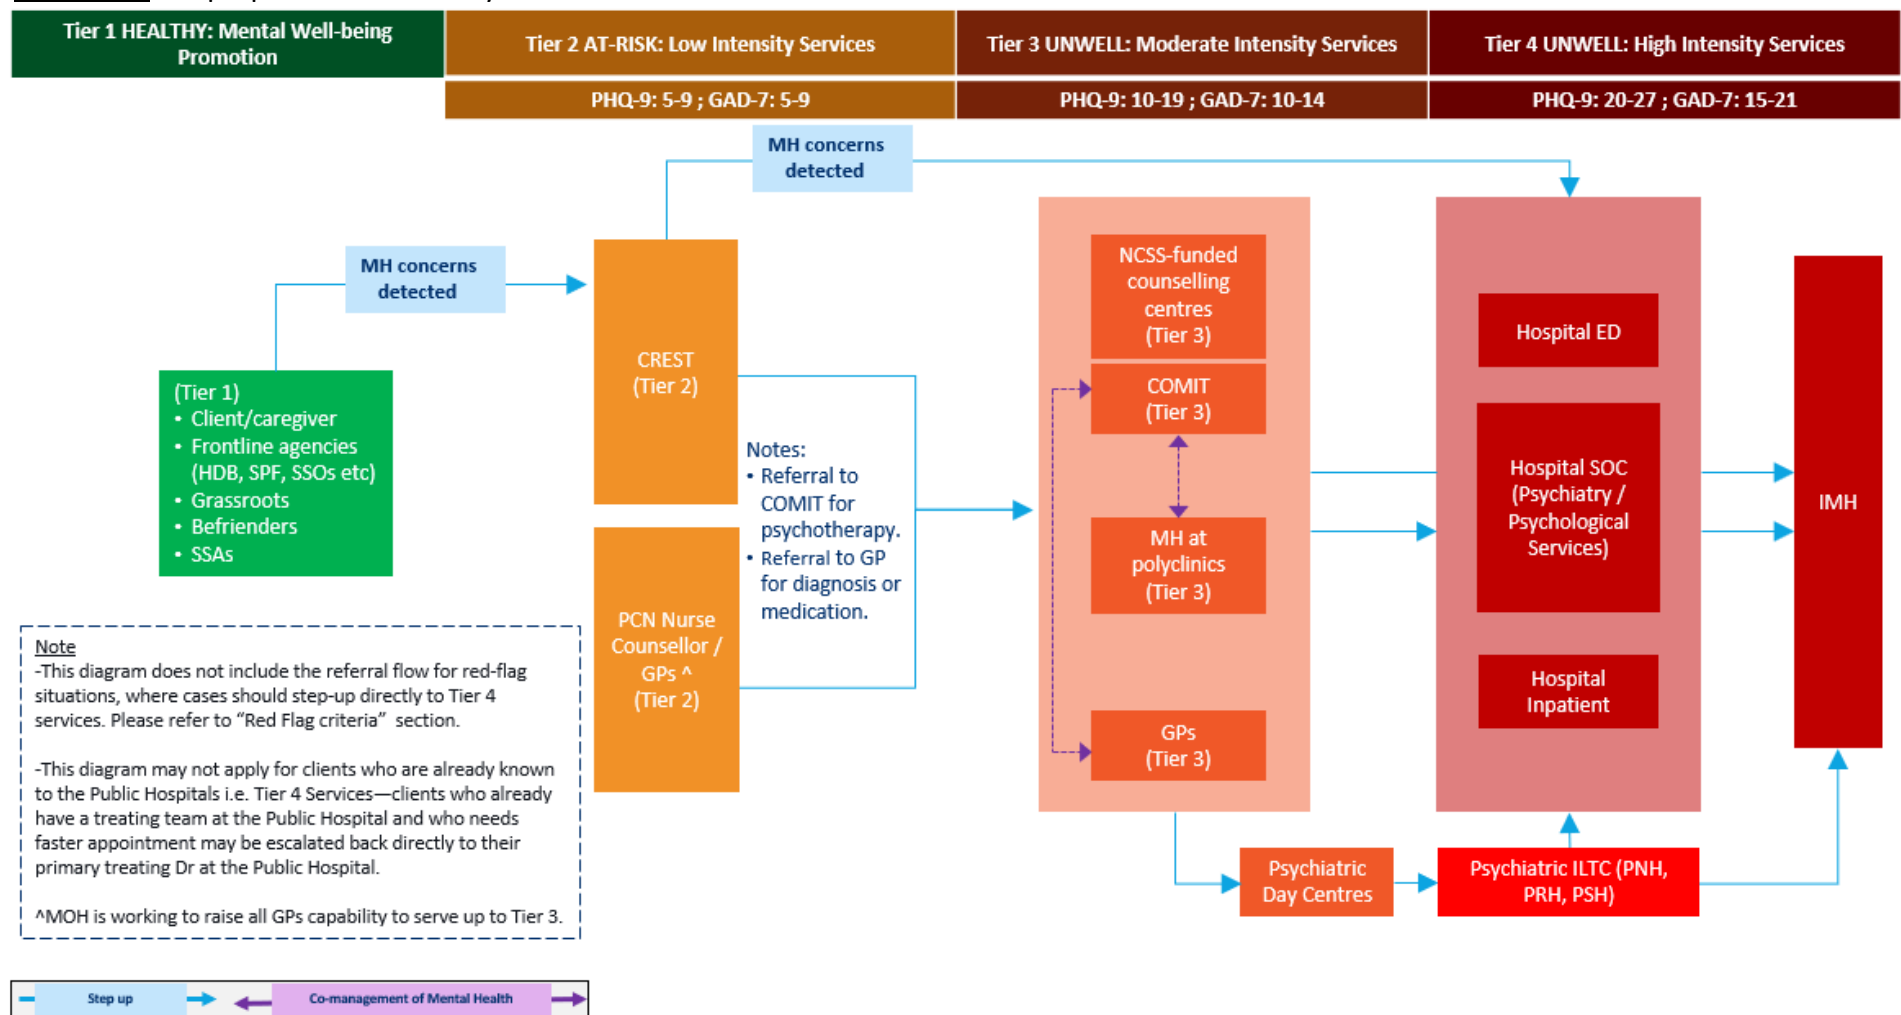 Tier 1 HEALTHY: Mental Well-being
Promotion
Tier 2 AT-RISK: Low Intensity Services
Tier 3 UNWELL: Moderate Intensity Services
Tier 4 UNWELL: High Intensity Services
PHQ-9: 5-9 ; GAD-7: 5-9
PHQ-9: 10-19 ; GAD-7: 10-14
PHQ-9: 20-27 ; GAD-7: 15-21
MH concerns
detected
MH concerns
detected
(Tier 1)
• Client/caregiver
• Frontline agencies
(HDB, SPF, SSOs etc)
• Grassroots
• Befrienders
• SSAs
CREST
(Tier 2)
PCN Nurse
Counsellor /
GPs ^
(Tier 2)
Notes:
• Referral to
COMIT for
psychotherapy.
• Referral to GP
for diagnosis or
medication.
NCSS-funded
counselling
centres
(Tier 3)
COMIT
(Tier 3)
MH at
polyclinics
(Tier 3)
GPs
(Tier 3)
Hospital ED
Hospital SOC
(Psychiatry /
Psychological
Services)
Hospital
Inpatient
IMH
Psychiatric
Day Centres
Psychiatric ILTC (PNH,
PRH, PSH)
Note
-This diagram does not include the referral flow for red-flag
situations, where cases should step-up directly to Tier 4
services. Please refer to “Red Flag criteria” section.
-This diagram may not apply for clients who are already known
to the Public Hospitals i.e. Tier 4 Services—clients who already
have a treating team at the Public Hospital and who needs
faster appointment may be escalated back directly to their
primary treating Dr at the Public Hospital.
^MOH is working to raise all GPs capability to serve up to Tier 3.
Step up
Co-management of Mental Health